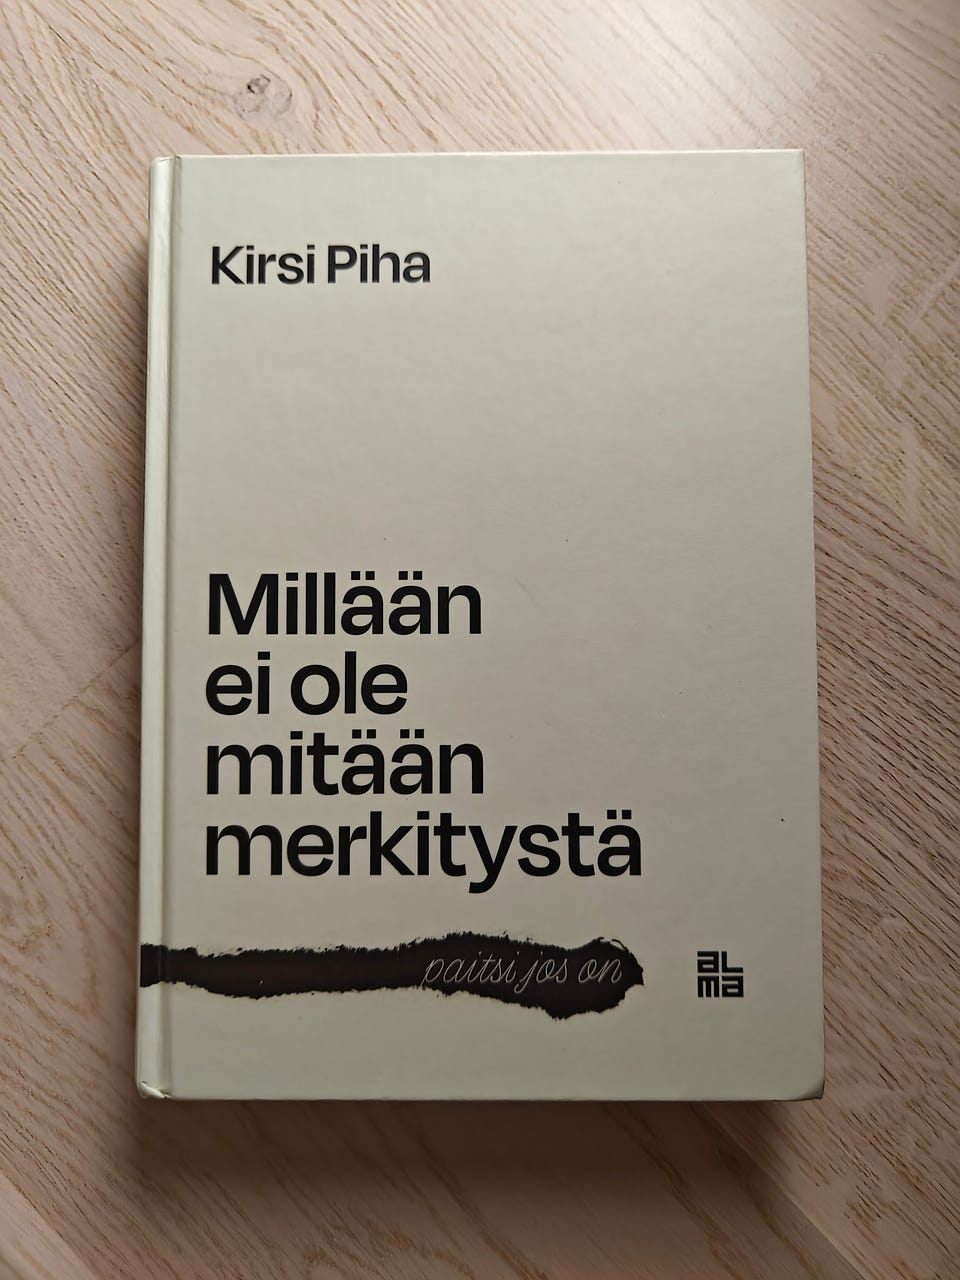 Kirsi Piha
Millään
ei ole
mitään
merkitystä
paitsi jos on
aL
ma